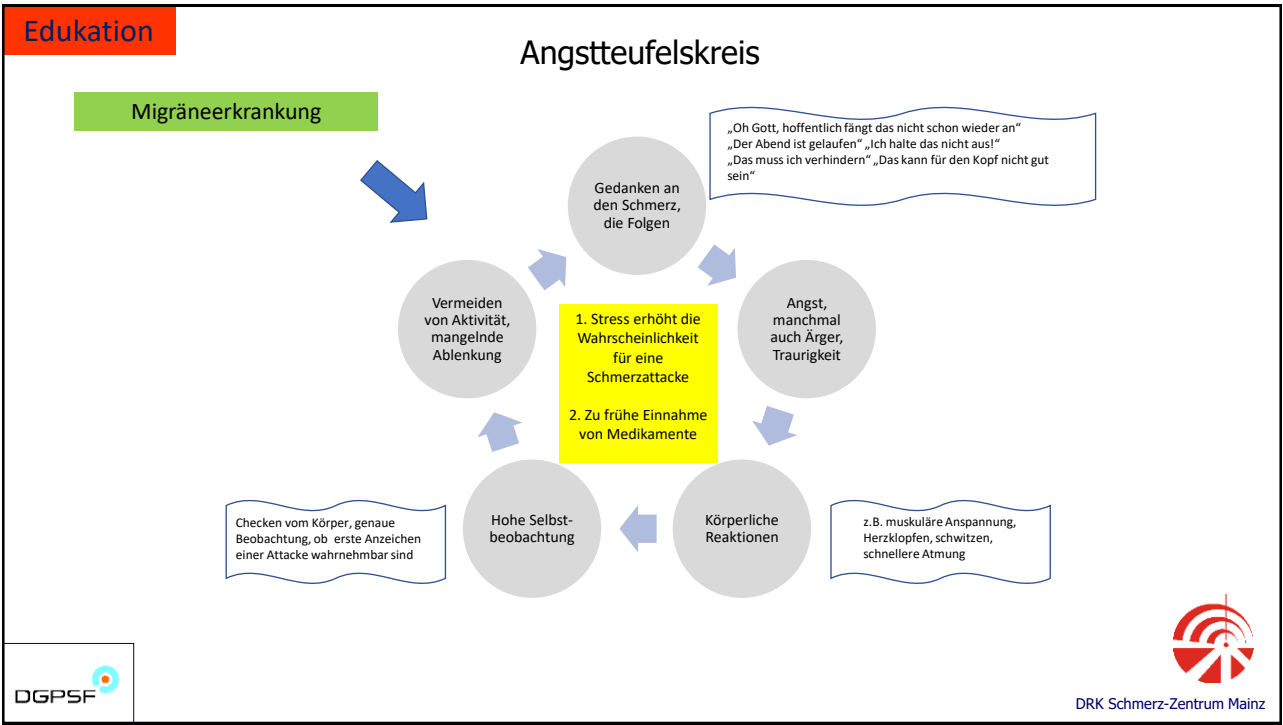 Edukation
Angstteufelskreis
Migräneerkrankung
„Oh Gott, hoffentlich fängt das nicht schon wieder an“
„Der Abend ist gelaufen“ „Ich halte das nicht aus!“
„Das muss ich verhindern“ „Das kann für den Kopf nicht gut
sein“
Gedanken an
den Schmerz,
die Folgen
Angst,
manchmal
auch Ärger,
Traurigkeit
Vermeiden
von Aktivität,
mangelnde
Ablenkung
1. Stress erhöht die
Wahrscheinlichkeit
für eine
Schmerzattacke
2. Zu frühe Einnahme
von Medikamente
Checken vom Körper, genaue
Beobachtung, ob erste Anzeichen
einer Attacke wahrnehmbar sind
Hohe Selbst-
beobachtung
Körperliche
Reaktionen
z.B. muskuläre Anspannung,
Herzklopfen, schwitzen,
schnellere Atmung
DGPSF
DRK Schmerz-Zentrum Mainz